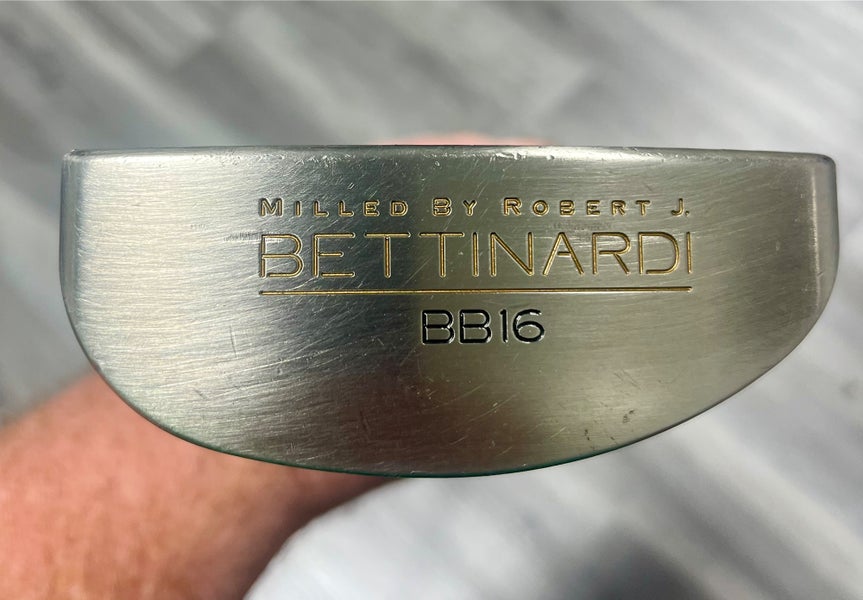 MILLED BY ROBERT J.
BETTINARDI
BB16